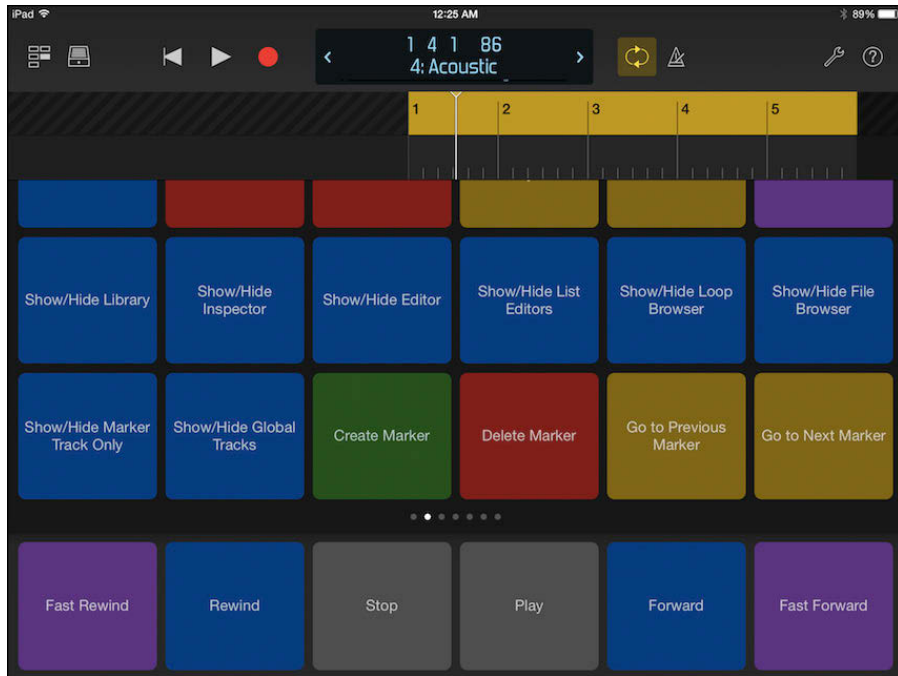 iPad 12:25 AM 89%
1 4 1 86
4: Acoustic
?
1 2 3 4 5
Show/Hide Library
Show/Hide
Inspector
Show/Hide Editor
Show/Hide List
Editors
Show/Hide Loop
Browser
Show/Hide File
Browser
Show/Hide Marker
Track Only
Show/Hide Global
Tracks
Create Marker
Delete Marker
Go to Previous
Marker
Go to Next Marker
Fast Rewind
Rewind
Stop
Play
Forward
Fast Forward